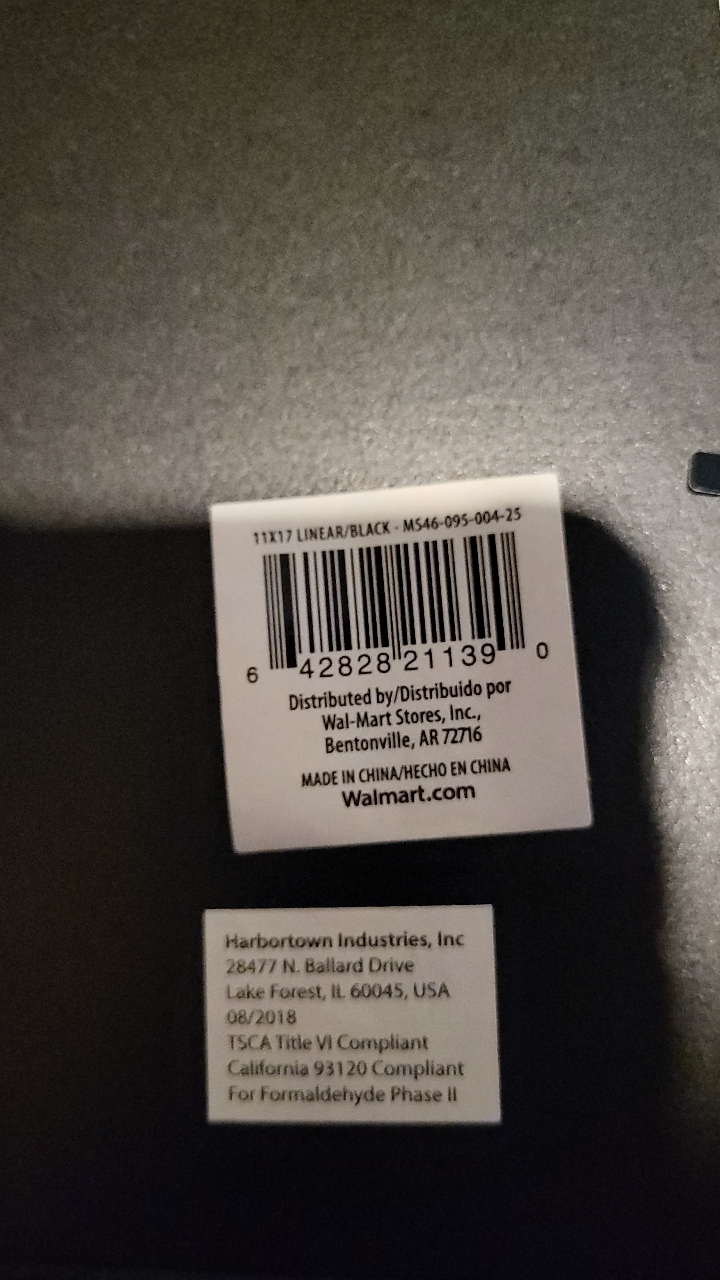 11X17 LINEAR/BLACK - MS46-095-004-25
6 42828 21139 0
Distributed by/Distribuido por
Wal-Mart Stores, Inc.,
Bentonville, AR 72716
MADE IN CHINA/HECHO EN CHINA
Walmart.com
Harbortown Industries, Inc
28477 N. Ballard Drive
Lake Forest, IL 60045, USA
08/2018
TSCA Title VI Compliant
California 93120 Compliant
For Formaldehyde Phase II